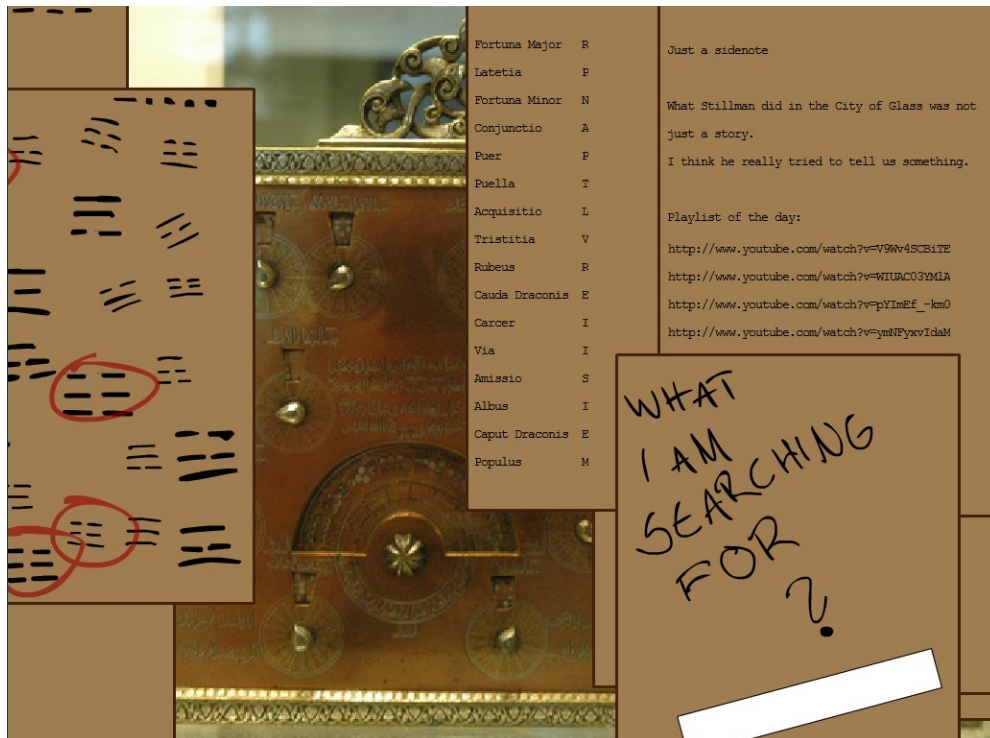 Fortuna Major R
Latetia P
Fortuna Minor N
Conjunctio A
Puer P
Puella T
Acquisitio L
Tristitia V
Rubeus R
Cauda Draconis E
Carcer I
Via I
Amissio S
Albus I
Caput Draconis E
Populus M
Just a sidenote
What Stillman did in the City of Glass was not
just a story.
I think he really tried to tell us something.
Playlist of the day:
http://www.youtube.com/watch?v=V9Wv4SCBiTE
http://www.youtube.com/watch?v=WIUAC03YMlA
http://www.youtube.com/watch?v=pYImEf_-km0
http://www.youtube.com/watch?v=ymNFyxvIdaM
WHAT
I AM
SEARCHING
FOR
?